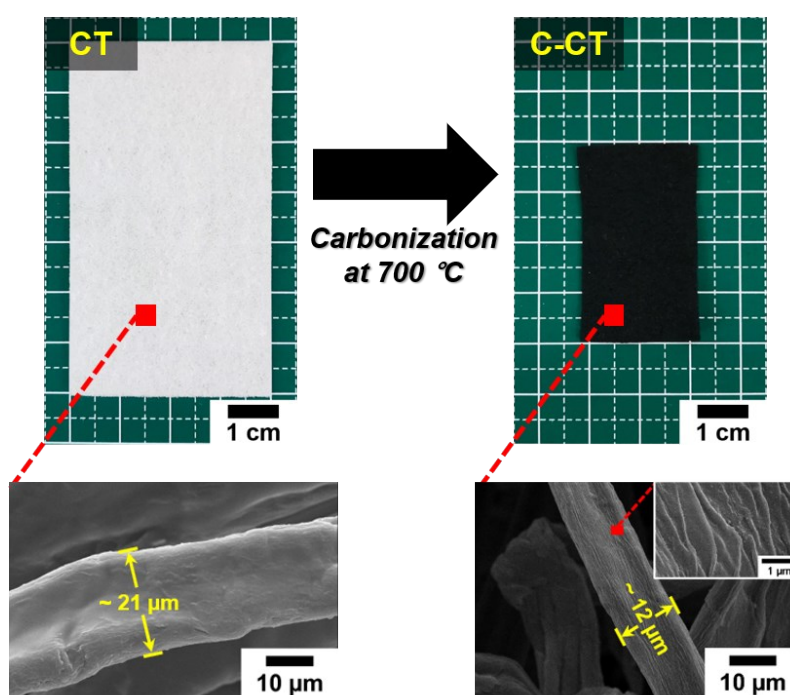 CT
C-CT
Carbonization
at 700 ℃
1 cm
1 cm
~ 21 μm
10 μm
~ 12 μm
1 μm
10 μm